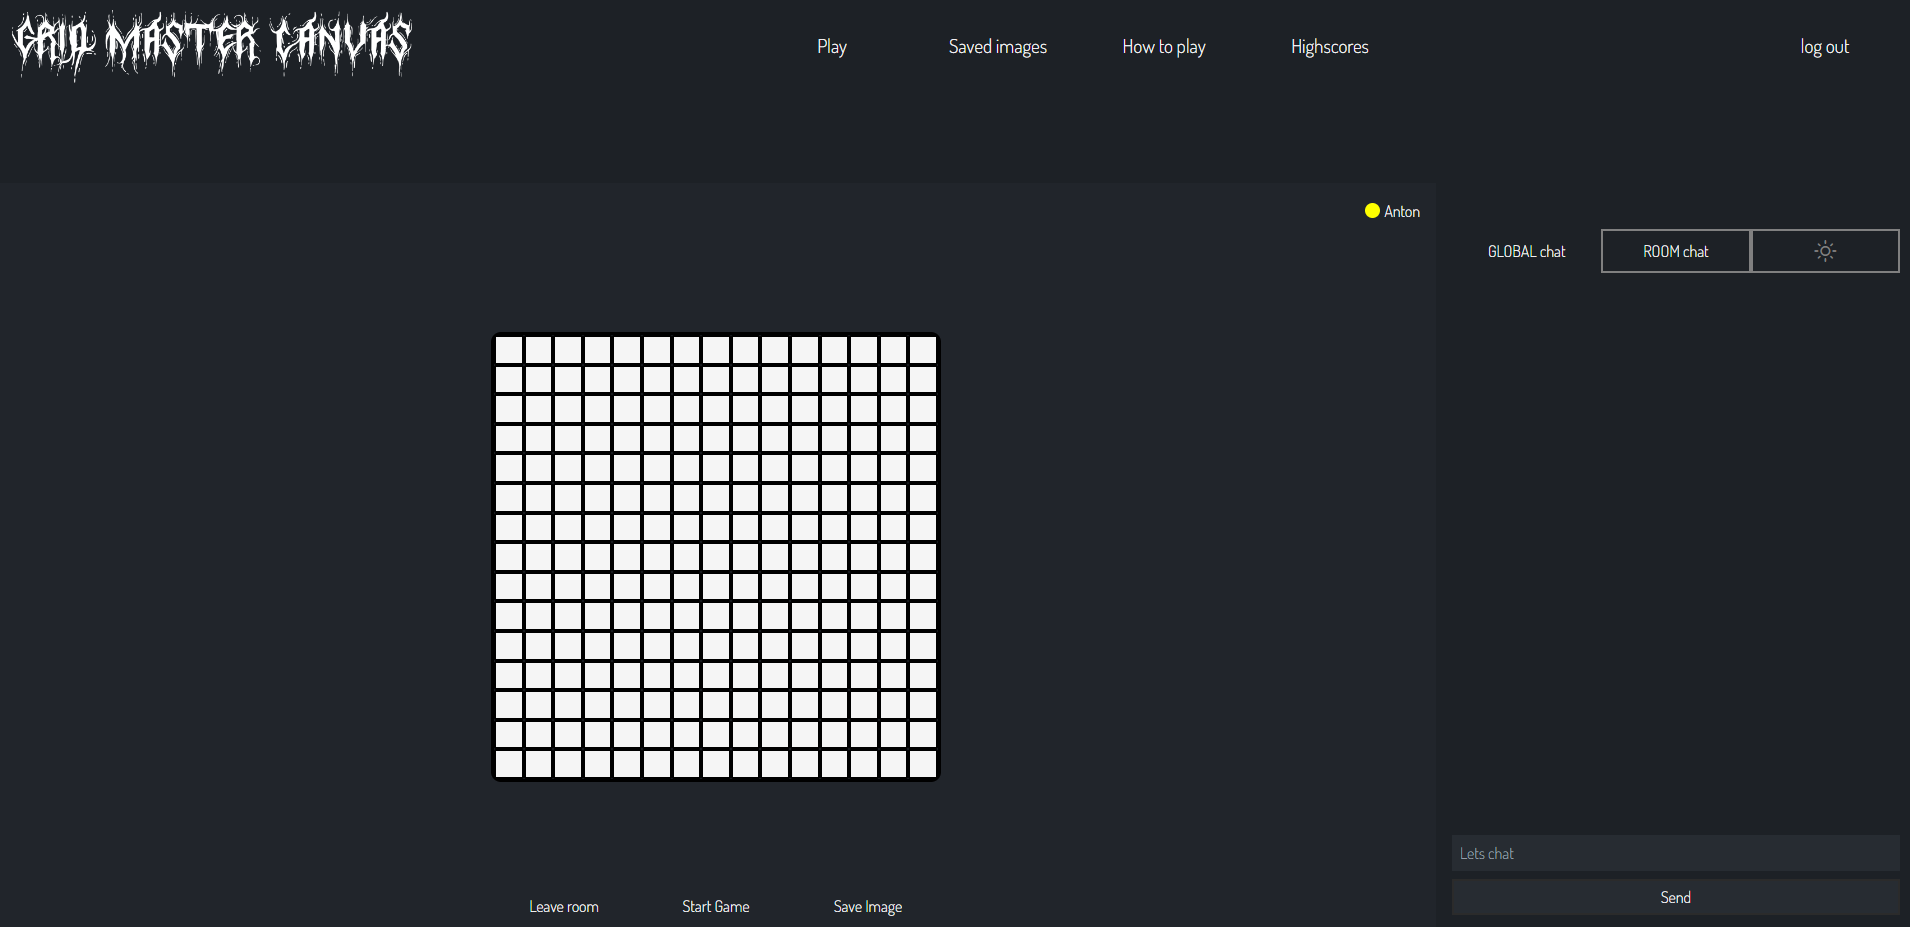 GRID MASTER CANVAS
Play Saved images How to play Highscores log out
Anton
GLOBAL chat ROOM chat
Lets chat
Send
Leave room Start Game Save Image